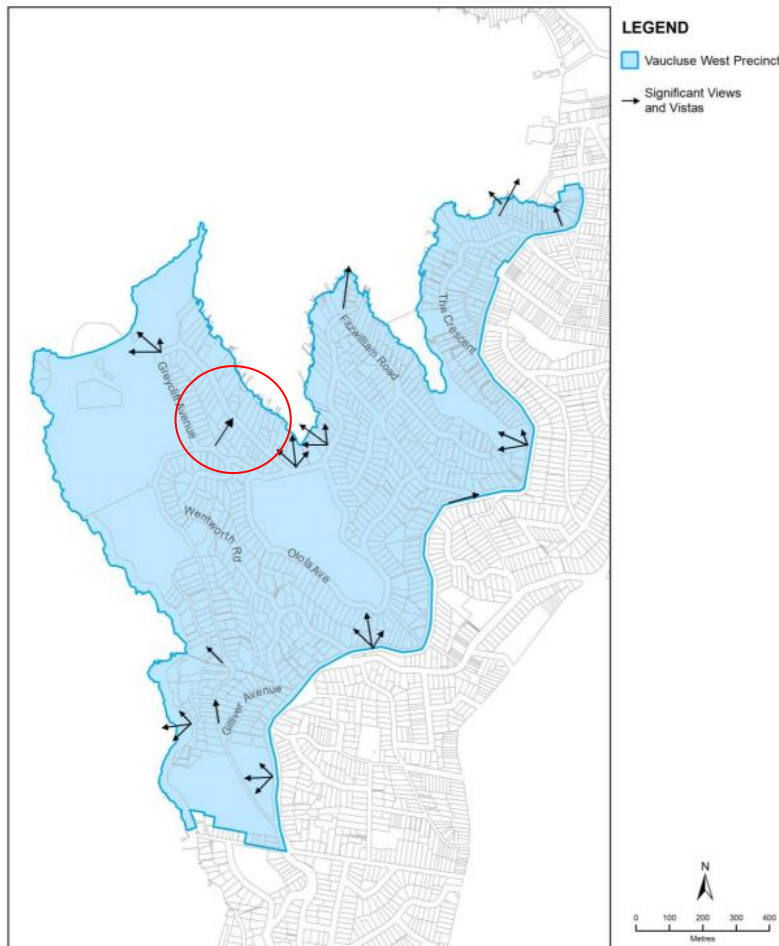 LEGEND
Vaucluse West Precinct
Significant Views
and Vistas
The Crescent
Fitzwilliam Road
Greycliff Avenue
Wentworth Rd
Olola Ave
Gilliver Avenue
N
0 100 200 300 400
Metres